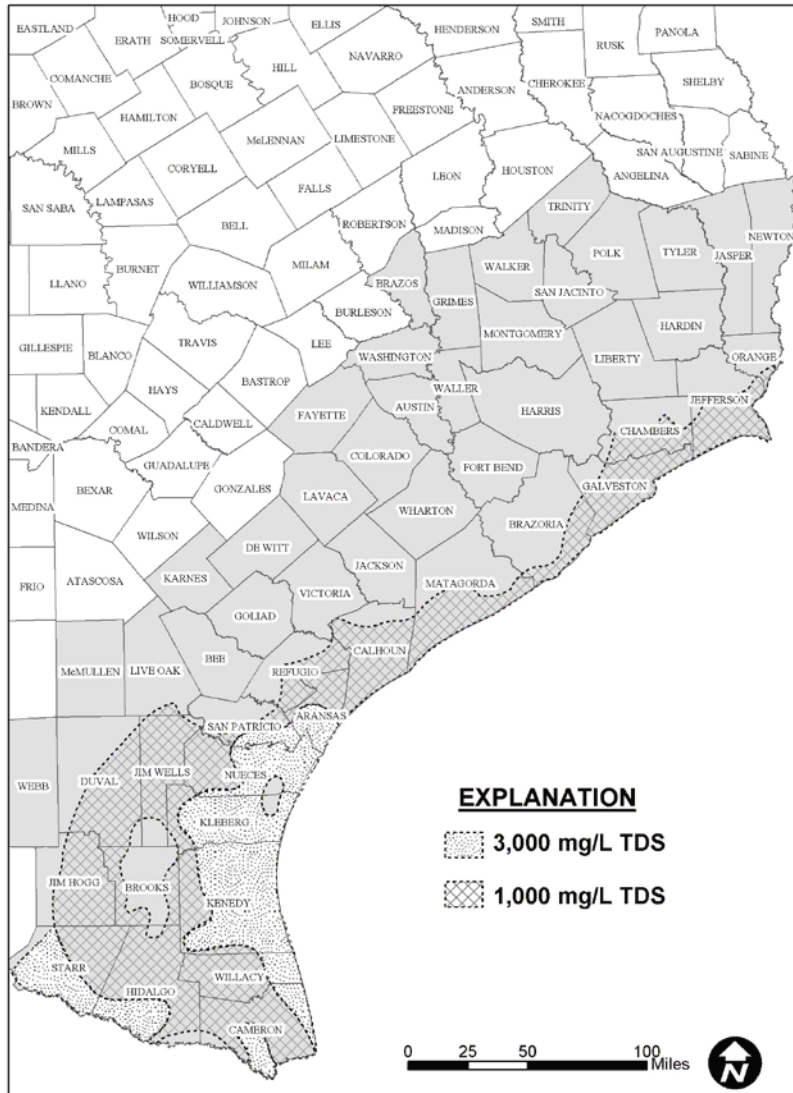 HOOD
JOHNSON
ELLIS
HENDERSON
SMITH
PANOLA
EASTLAND
ERATH
SOMERVELL
HILL
NAVARRO
RUSK
COMANCHE
BOSQUE
ANDERSON
CHEROKEE
SHELBY
BROWN
HAMILTON
FREESTONE
NACOGDOCHES
MILLS
McLENNAN
LIMESTONE
SAN AUGUSTINE
SABINE
CORYELL
HOUSTON
ANGELINA
LEON
SAN SABA
LAMPASAS
FALLS
TRINITY
BELL
ROBERTSON
MADISON
NEWTON
POLK
TYLER
JASPER
BURNET
MILAM
WALKER
LLANO
WILLIAMSON
BRAZOS
GRIMES
SAN JACINTO
BURLESON
MONTGOMERY
HARDIN
GILLESPIE
BLANCO
TRAVIS
LEE
WASHINGTON
LIBERTY
ORANGE
HAYS
BASTROP
WALLER
JEFFERSON
KENDALL
CALDWELL
FAYETTE
AUSTIN
HARRIS
COMAL
CHAMBERS
BANDERA
GUADALUPE
COLORADO
FORT BEND
BEXAR
GONZALES
LAVACA
GALVESTON
MEDINA
WHARTON
BRAZORIA
WILSON
DE WITT
JACKSON
FRIO
ATASCOSA
KARNES
VICTORIA
MATAGORDA
GOLIAD
CALHOUN
McMULLEN
LIVE OAK
BEE
REFUGIO
ARANSAS
SAN PATRICIO
WEBB
DUVAL
JIM WELLS
NUECES
KLEBERG
JIM HOGG
BROOKS
KENEDY
STARR
HIDALGO
WILLACY
CAMERON
EXPLANATION
3,000 mg/L TDS
1,000 mg/L TDS
0 25 50 100
Miles
N